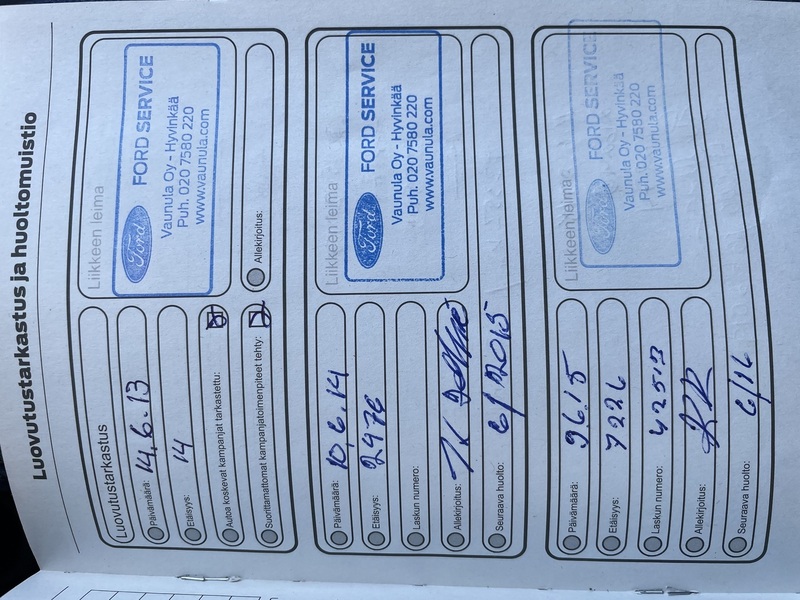 Luovutustarkastus ja huoltomuistio
Luovutustarkastus
Päivämäärä: 14.6.13
Etäisyys: 14
Autoa koskevat kampanjat tarkastettu:
Suorittamattomat kampanjatoimenpiteet tehty:
Liikkeen leima
Ford FORD SERVICE
Vaunula Oy - Hyvinkää
Puh. 020 7580 220
www.vaunula.com
Allekirjoitus:
Päivämäärä: 10.6.14
Etäisyys: 2976
Laskun numero:
Allekirjoitus:
Seuraava huolto: 6/2015
Liikkeen leima
Ford FORD SERVICE
Vaunula Oy - Hyvinkää
Puh. 020 7580 220
www.vaunula.com
Päivämäärä: 9.6.15
Etäisyys: 7226
Laskun numero: 42513
Allekirjoitus:
Seuraava huolto: 6/16
Liikkeen leima
Ford FORD SERVICE
Vaunula Oy - Hyvinkää
Puh. 020 7580 220
www.vaunula.com